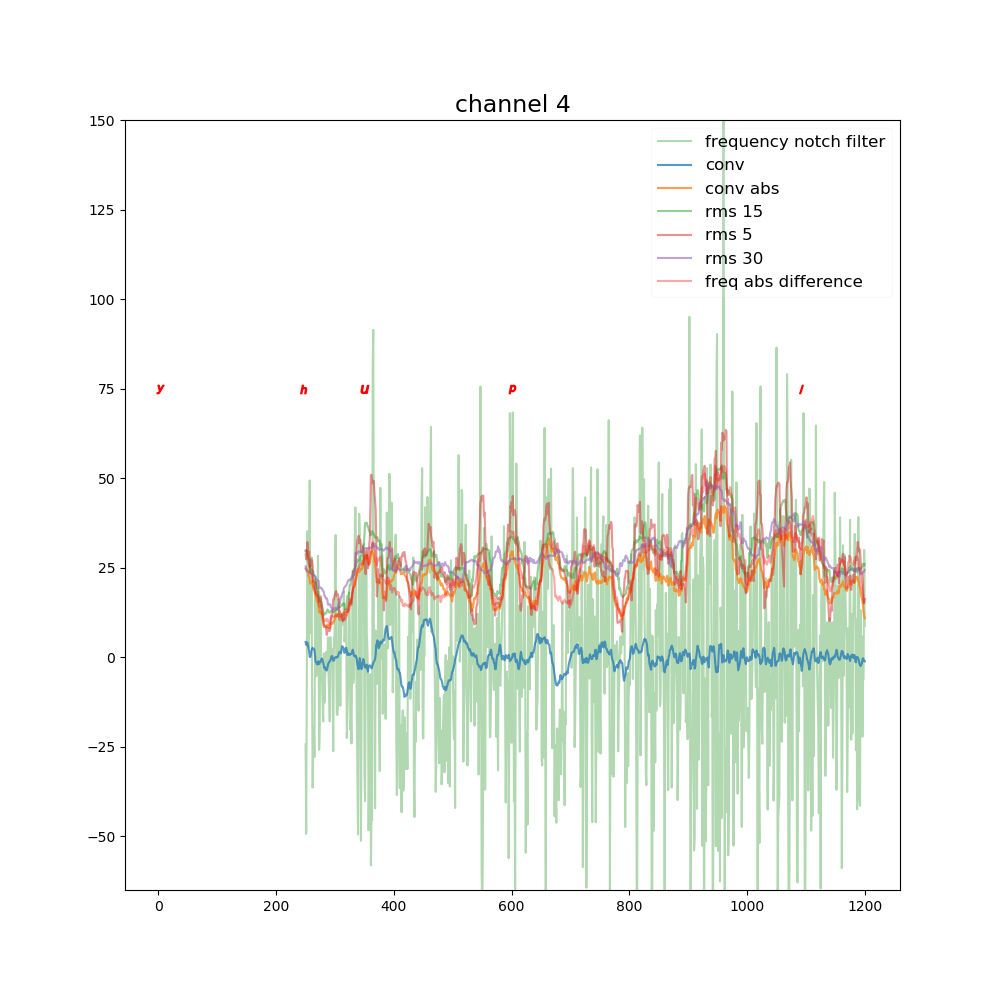 channel 4
150
125
100
75
50
25
0
−25
−50
frequency notch filter
conv
conv abs
rms 15
rms 5
rms 30
freq abs difference
y h u p l
0 200 400 600 800 1000 1200